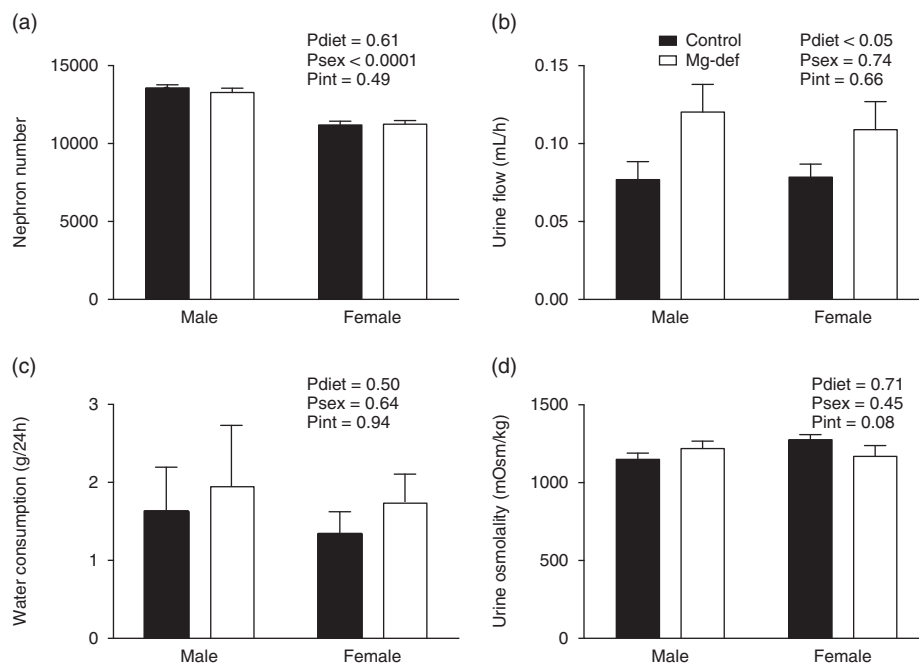 (a)
Pdiet = 0.61
Psex < 0.0001
Pint = 0.49
15000
10000
5000
0
Nephron number
Male
Female
(b)
Control
Mg-def
Pdiet < 0.05
Psex = 0.74
Pint = 0.66
0.15
0.10
0.05
0.00
Urine flow (mL/h)
Male
Female
(c)
Pdiet = 0.50
Psex = 0.64
Pint = 0.94
3
2
1
0
Water consumption (g/24h)
Male
Female
(d)
Pdiet = 0.71
Psex = 0.45
Pint = 0.08
1500
1000
500
0
Urine osmolality (mOsm/kg)
Male
Female